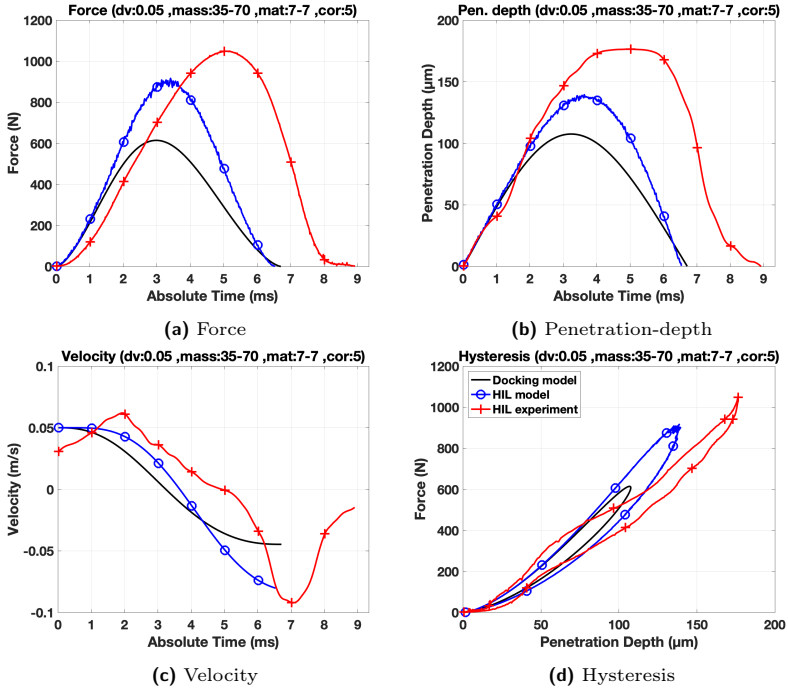 Force (dv:0.05 ,mass:35-70 ,mat:7-7 ,cor:5)
1200
1000
800
600
400
200
0
Force (N)
0 1 2 3 4 5 6 7 8 9
Absolute Time (ms)
(a) Force
Pen. depth (dv:0.05 ,mass:35-70 ,mat:7-7 ,cor:5)
200
150
100
50
0
Penetration Depth (µm)
0 1 2 3 4 5 6 7 8 9
Absolute Time (ms)
(b) Penetration-depth
Velocity (dv:0.05 ,mass:35-70 ,mat:7-7 ,cor:5)
0.1
0.05
0
-0.05
-0.1
Velocity (m/s)
0 1 2 3 4 5 6 7 8 9
Absolute Time (ms)
(c) Velocity
Hysteresis (dv:0.05 ,mass:35-70 ,mat:7-7 ,cor:5)
Docking model
HIL model
HIL experiment
1200
1000
800
600
400
200
0
Force (N)
0 50 100 150 200
Penetration Depth (µm)
(d) Hysteresis